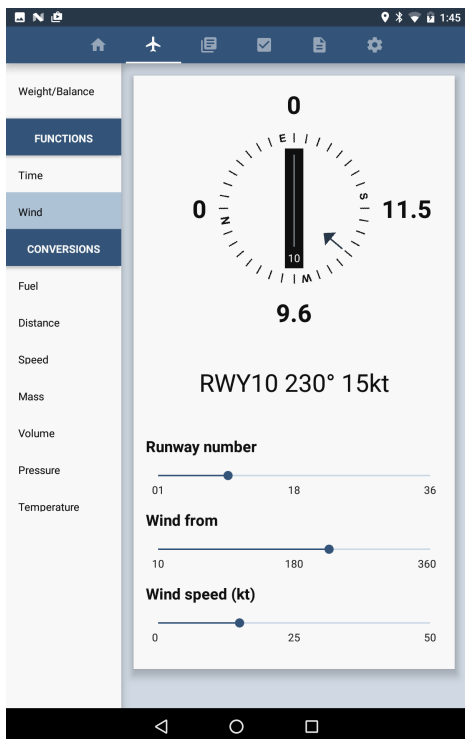 1:45
Weight/Balance
FUNCTIONS
Time
Wind
CONVERSIONS
Fuel
Distance
Speed
Mass
Volume
Pressure
Temperature
0
E
0
N
S
11.5
10
W
9.6
RWY10 230° 15kt
Runway number
01 18 36
Wind from
10 180 360
Wind speed (kt)
0 25 50